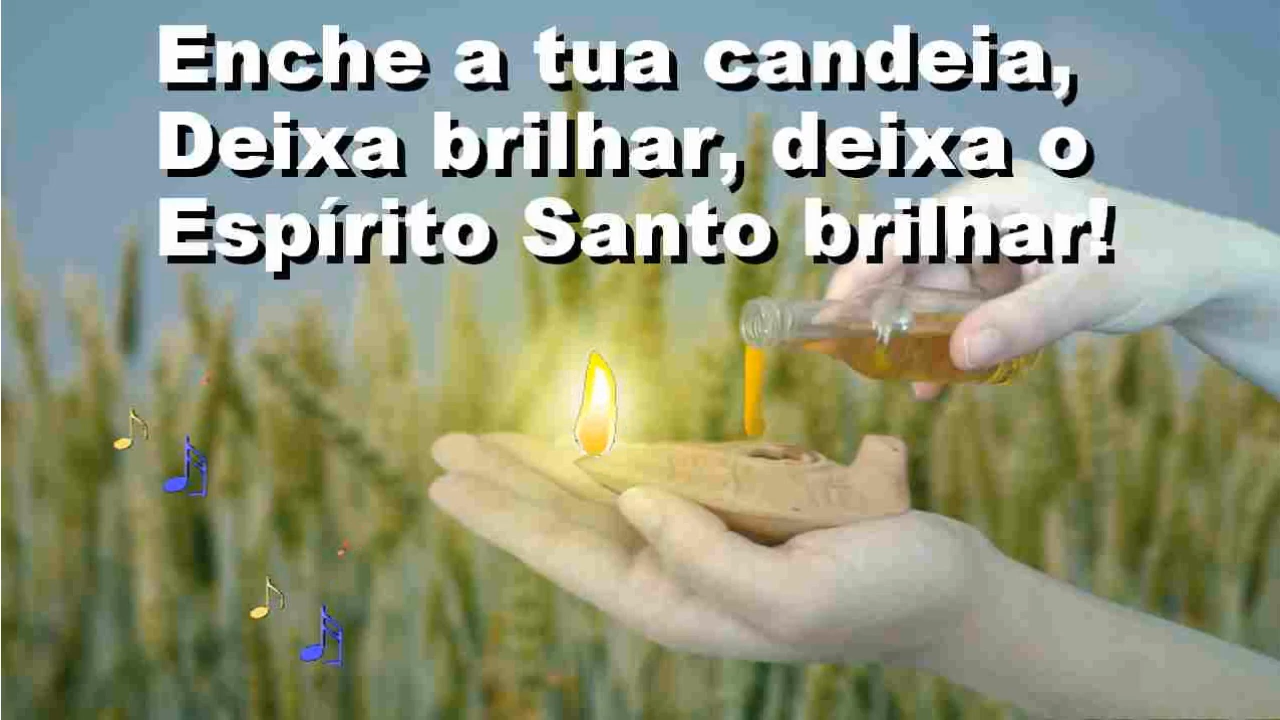 Enche a tua candeia,
Deixa brilhar, deixa o
Espírito Santo brilhar!